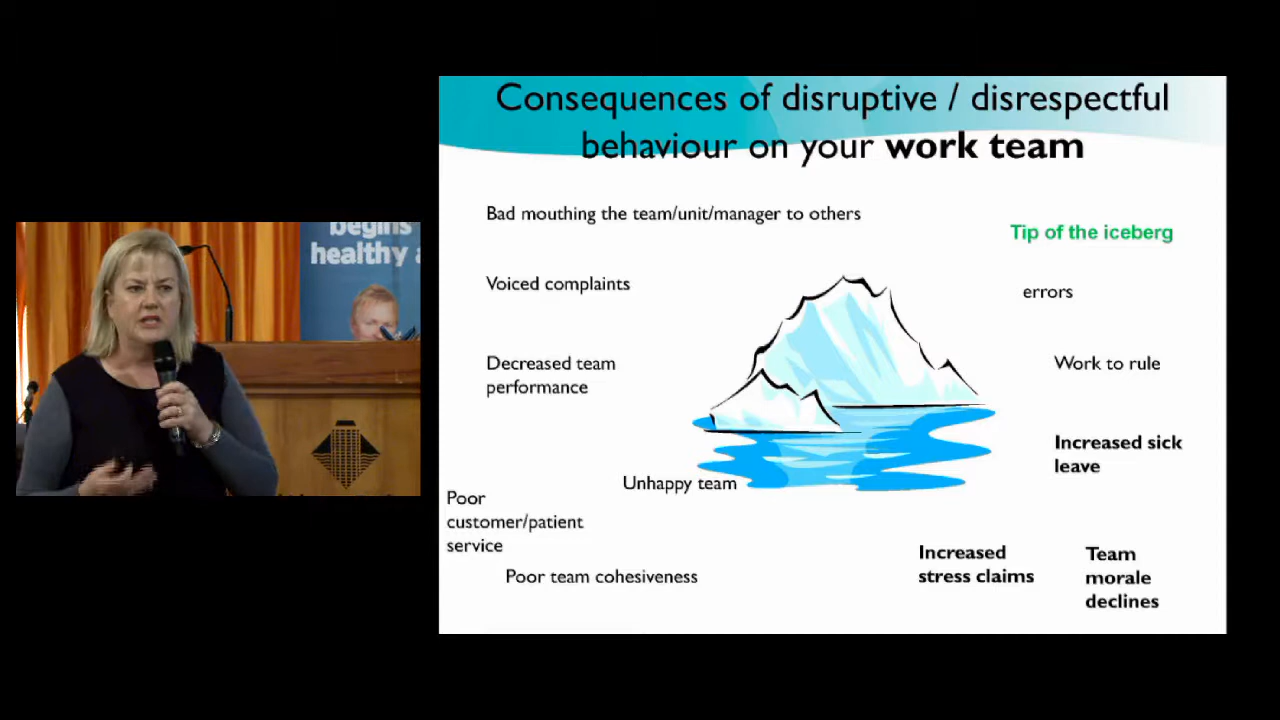 begins
healthy a
Consequences of disruptive / disrespectful
behaviour on your work team
Bad mouthing the team/unit/manager to others
Tip of the iceberg
Voiced complaints
errors
Decreased team
performance
Work to rule
Increased sick
leave
Unhappy team
Poor
customer/patient
service
Poor team cohesiveness
Increased
stress claims
Team
morale
declines